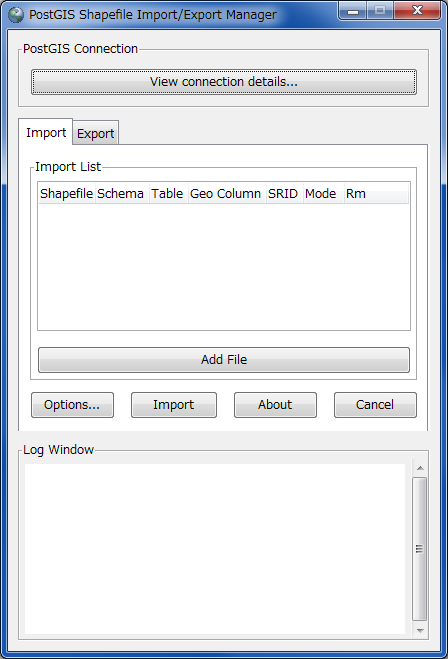 PostGIS Shapefile Import/Export Manager
PostGIS Connection
View connection details...
Import Export
Import List
Shapefile Schema Table Geo Column SRID Mode Rm
Add File
Options... Import About Cancel
Log Window